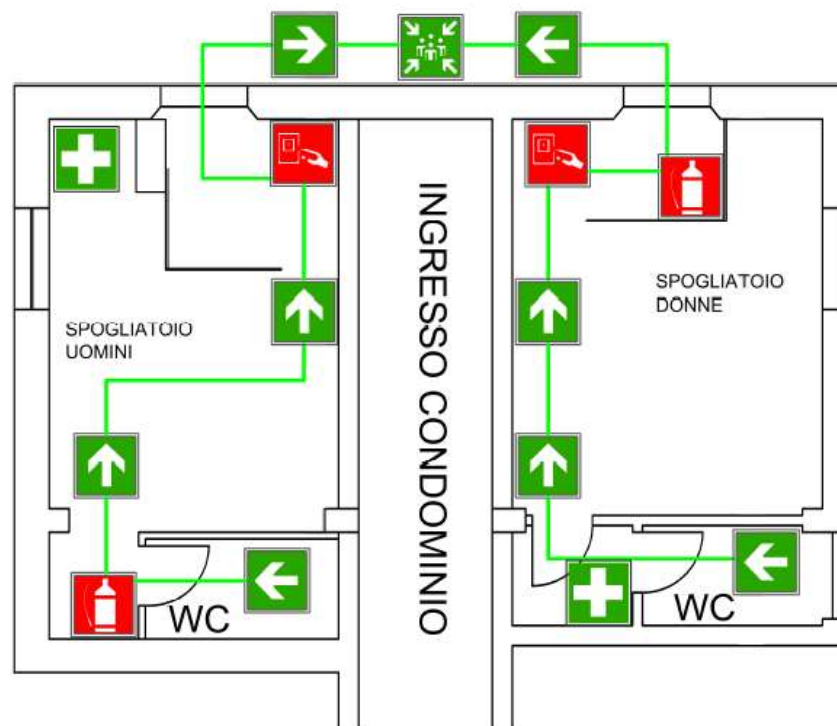 SPOGLIATOIO
UOMINI
WC
INGRESSO CONDOMINIO
SPOGLIATOIO
DONNE
WC